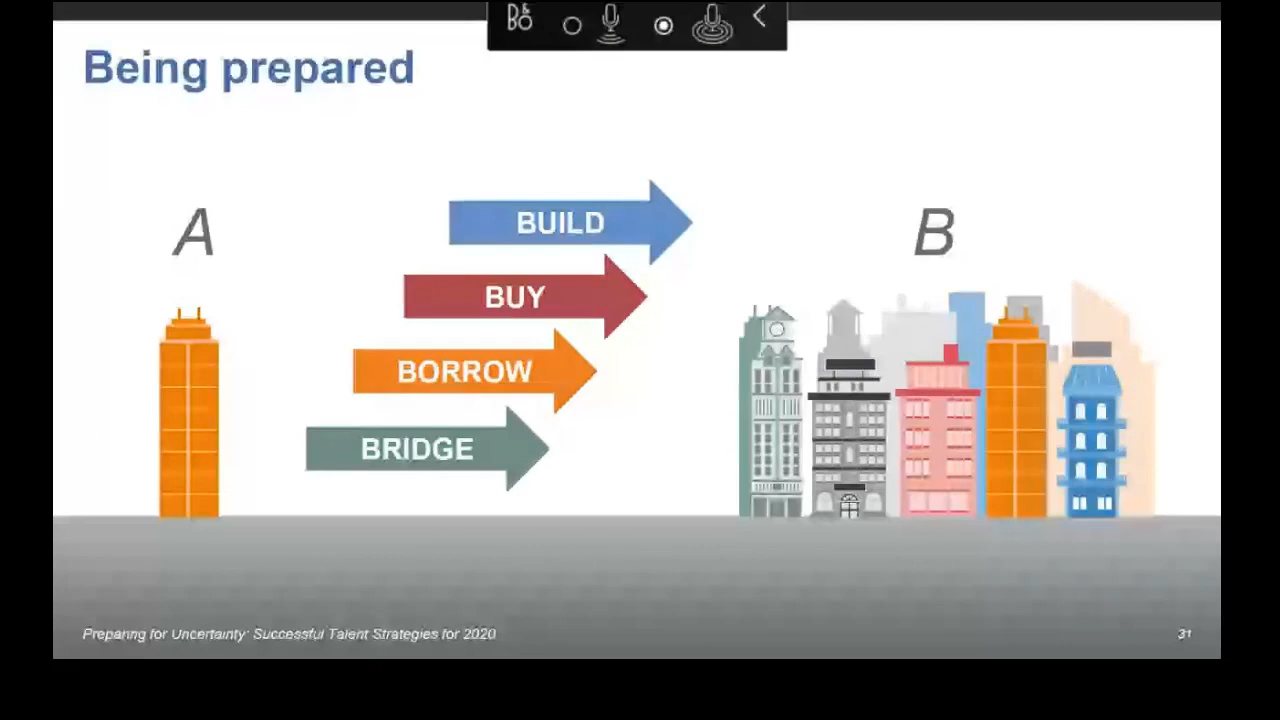 B&O
Being prepared
A
BUILD
BUY
BORROW
BRIDGE
B
Preparing for Uncertainty: Successful Talent Strategies for 2020
31